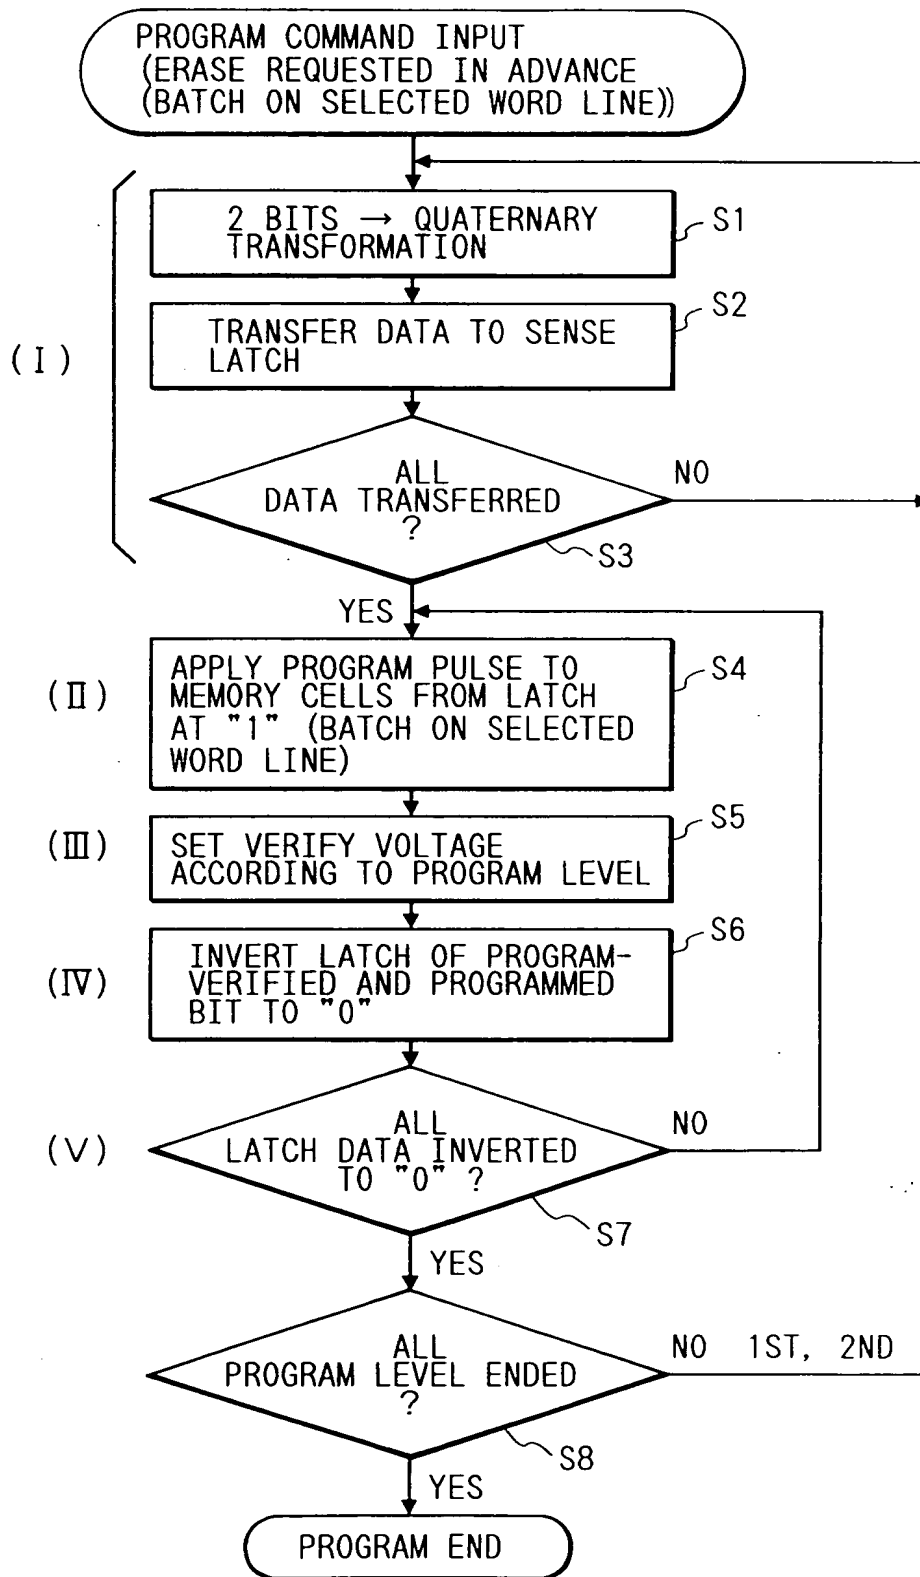 PROGRAM COMMAND INPUT
(ERASE REQUESTED IN ADVANCE
(BATCH ON SELECTED WORD LINE))
(I)
2 BITS → QUATERNARY
TRANSFORMATION
S1
TRANSFER DATA TO SENSE
LATCH
S2
ALL
DATA TRANSFERRED
?
NO
S3
YES
(II)
APPLY PROGRAM PULSE TO
MEMORY CELLS FROM LATCH
AT "1" (BATCH ON SELECTED
WORD LINE)
S4
(III)
SET VERIFY VOLTAGE
ACCORDING TO PROGRAM LEVEL
S5
(IV)
INVERT LATCH OF PROGRAM-
VERIFIED AND PROGRAMMED
BIT TO "0"
S6
(V)
ALL
LATCH DATA INVERTED
TO "0" ?
NO
S7
YES
ALL
PROGRAM LEVEL ENDED
?
NO 1ST, 2ND
S8
YES
PROGRAM END